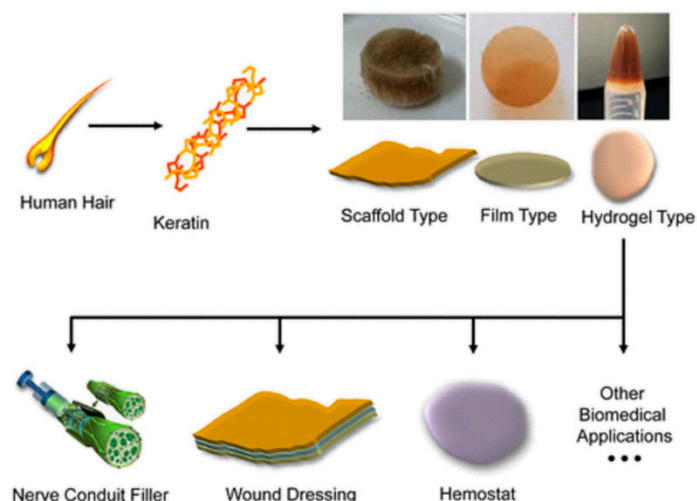 Human Hair
Keratin
Scaffold Type
Film Type
Hydrogel Type
Nerve Conduit Filler
Wound Dressing
Hemostat
Other
Biomedical
Applications
•••